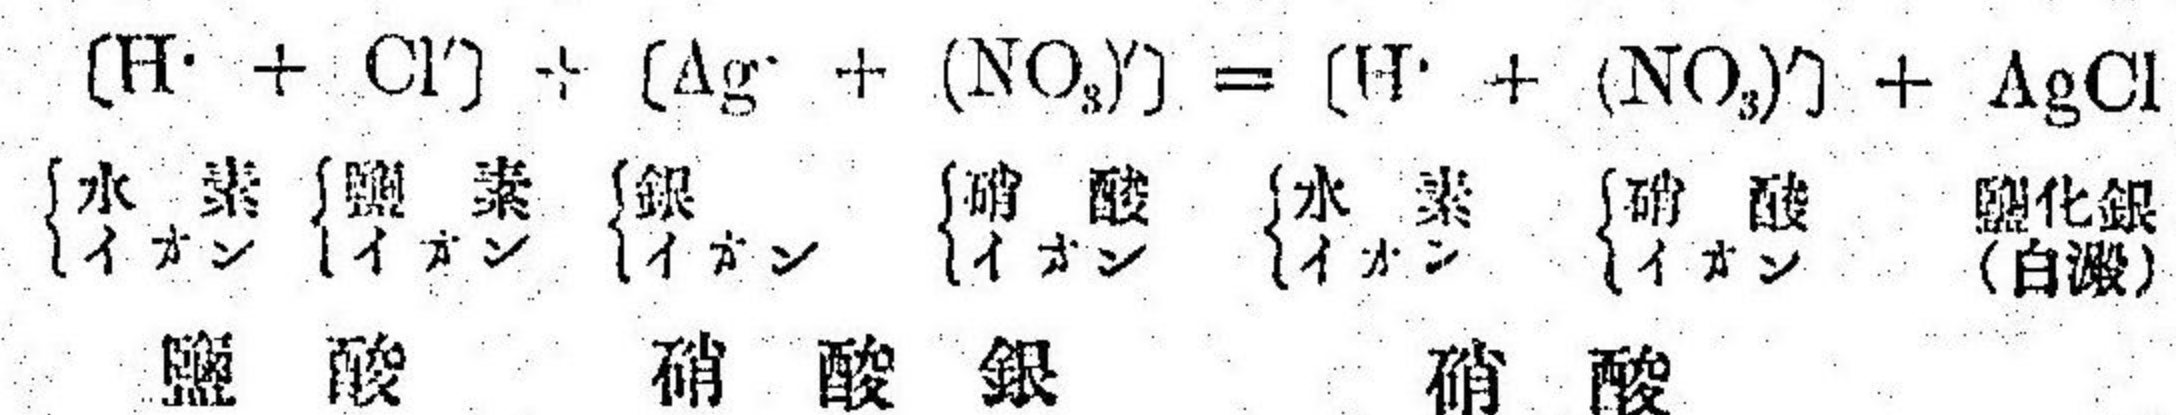 〔H· + Cl′〕 + 〔Ag· + (NO₃)′〕 = 〔H· + (NO₃)′〕 + AgCl
水素 鹽素 銀 硝酸 水素 硝酸 鹽化銀
イオン イオン イオン イオン イオン イオン (白澱)
鹽酸 硝酸銀 硝酸